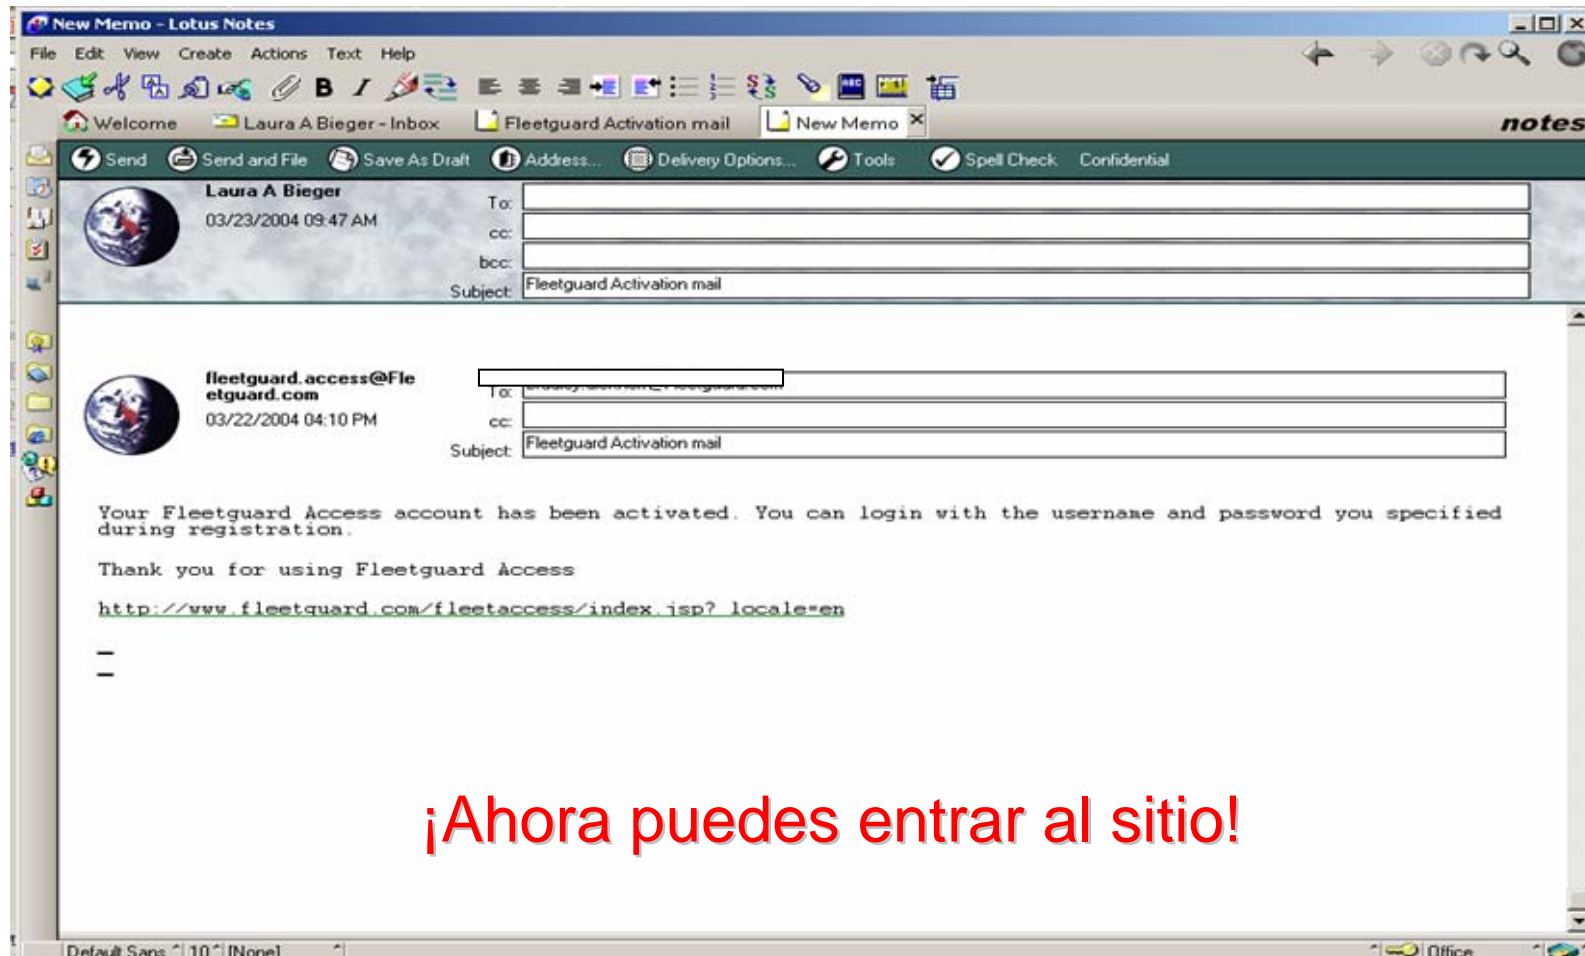 New Memo - Lotus Notes
File Edit View Create Actions Text Help
Welcome Laura A Bieger - Inbox Fleetguard Activation mail New Memo notes
Send Send and File Save As Draft Address... Delivery Options... Tools Spell Check Confidential
Laura A Bieger
03/23/2004 09:47 AM
To:
cc:
bcc:
Subject: Fleetguard Activation mail
fleetguard.access@Fle
etguard.com
03/22/2004 04:10 PM
To:
cc:
Subject: Fleetguard Activation mail
Your Fleetguard Access account has been activated. You can login with the username and password you specified
during registration.
Thank you for using Fleetguard Access
http://www.fleetguard.com/fleetaccess/index.jsp?_locale=en
¡Ahora puedes entrar al sitio!
Default Sans 10 [None] Office